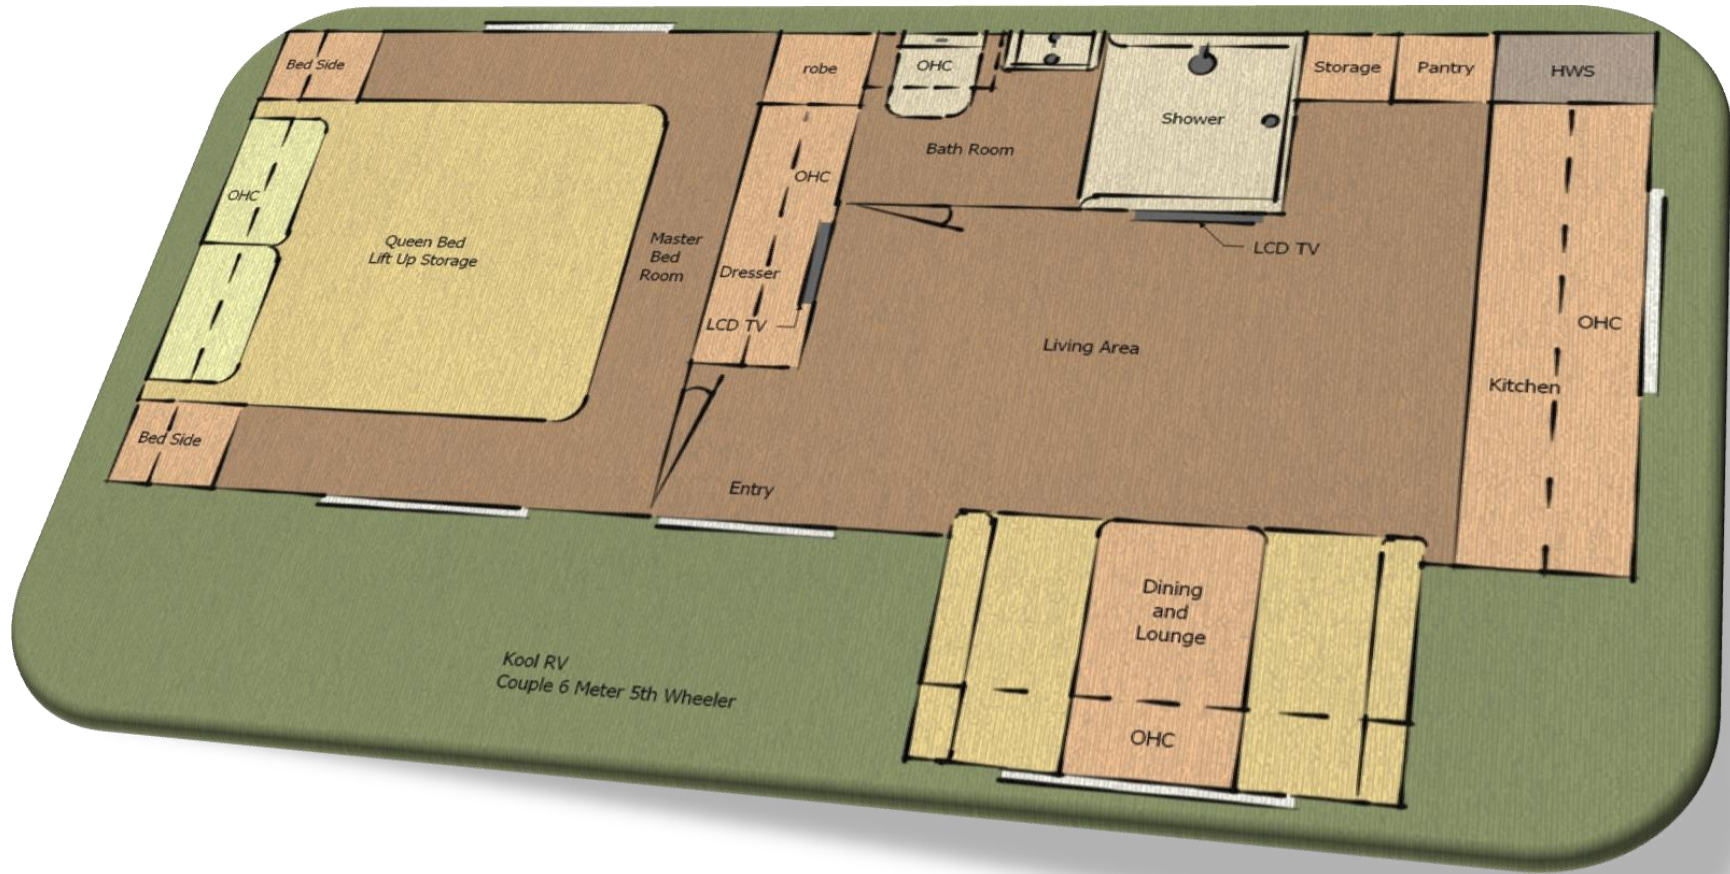 Bed Side
robe
OHC
Storage
Pantry
HWS
Shower
Bath Room
OHC
OHC
Queen Bed
Lift Up Storage
Master
Bed
Room
Dresser
LCD TV
LCD TV
Living Area
OHC
Kitchen
Bed Side
Entry
Dining
and
Lounge
OHC
Kool RV
Couple 6 Meter 5th Wheeler